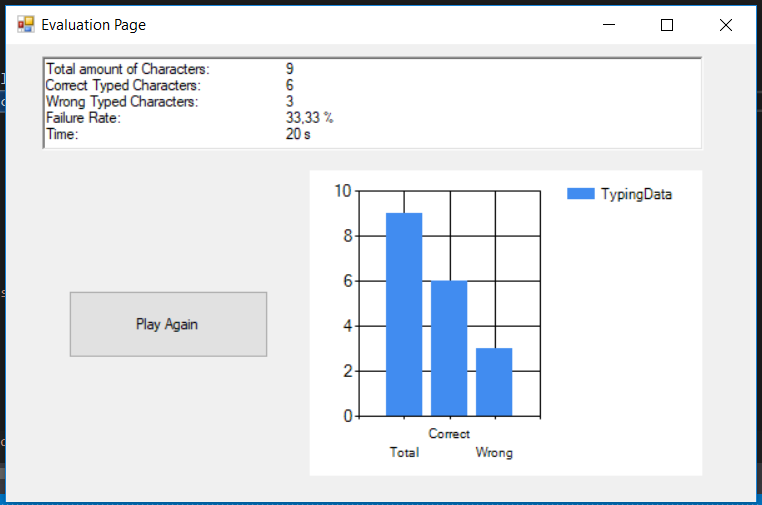 Evaluation Page
Total amount of Characters: 9
Correct Typed Characters: 6
Wrong Typed Characters: 3
Failure Rate: 33,33 %
Time: 20 s
Play Again
TypingData
10
8
6
4
2
0
Correct
Total Wrong